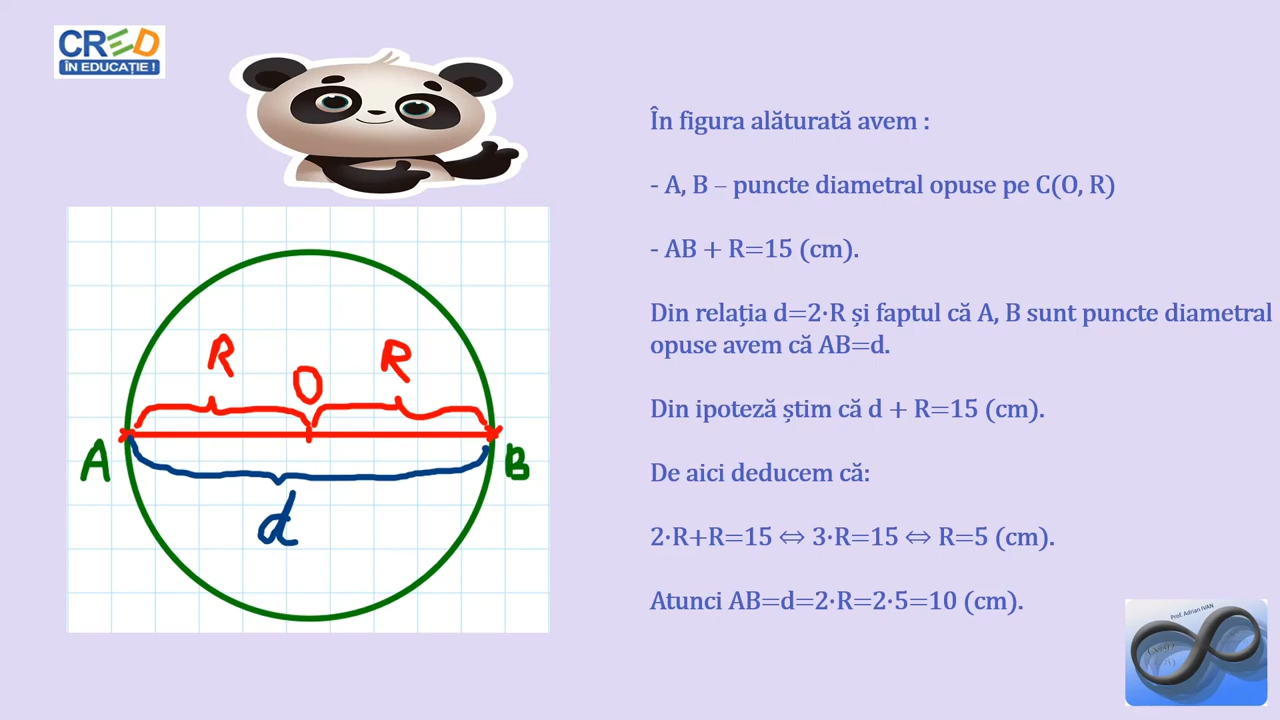 CRED
ÎN EDUCAȚIE !
În figura alăturată avem :
- A, B – puncte diametral opuse pe C(O, R)
- AB + R=15 (cm).
Din relația d=2·R și faptul că A, B sunt puncte diametral
opuse avem că AB=d.
Din ipoteză știm că d + R=15 (cm).
De aici deducem că:
2·R+R=15 ⇔ 3·R=15 ⇔ R=5 (cm).
Atunci AB=d=2·R=2·5=10 (cm).
R
R
O
A
B
d
Prof. Adrian IVAN